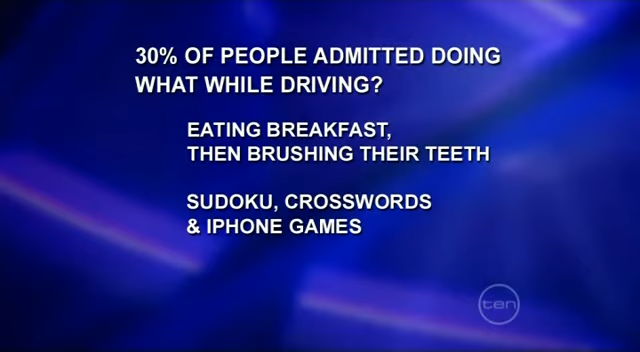 30% OF PEOPLE ADMITTED DOING
WHAT WHILE DRIVING?
EATING BREAKFAST,
THEN BRUSHING THEIR TEETH
SUDOKU, CROSSWORDS
& IPHONE GAMES
ten